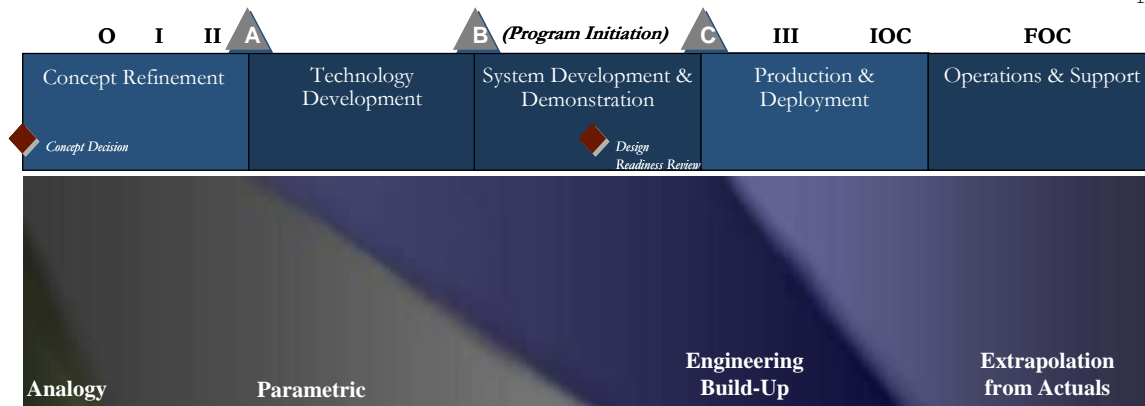 O I II A B (Program Initiation) C III IOC FOC
Concept Refinement
Technology
Development
System Development &
Demonstration
Production &
Deployment
Operations & Support
Concept Decision
Design
Readiness Review
Analogy
Parametric
Engineering
Build-Up
Extrapolation
from Actuals